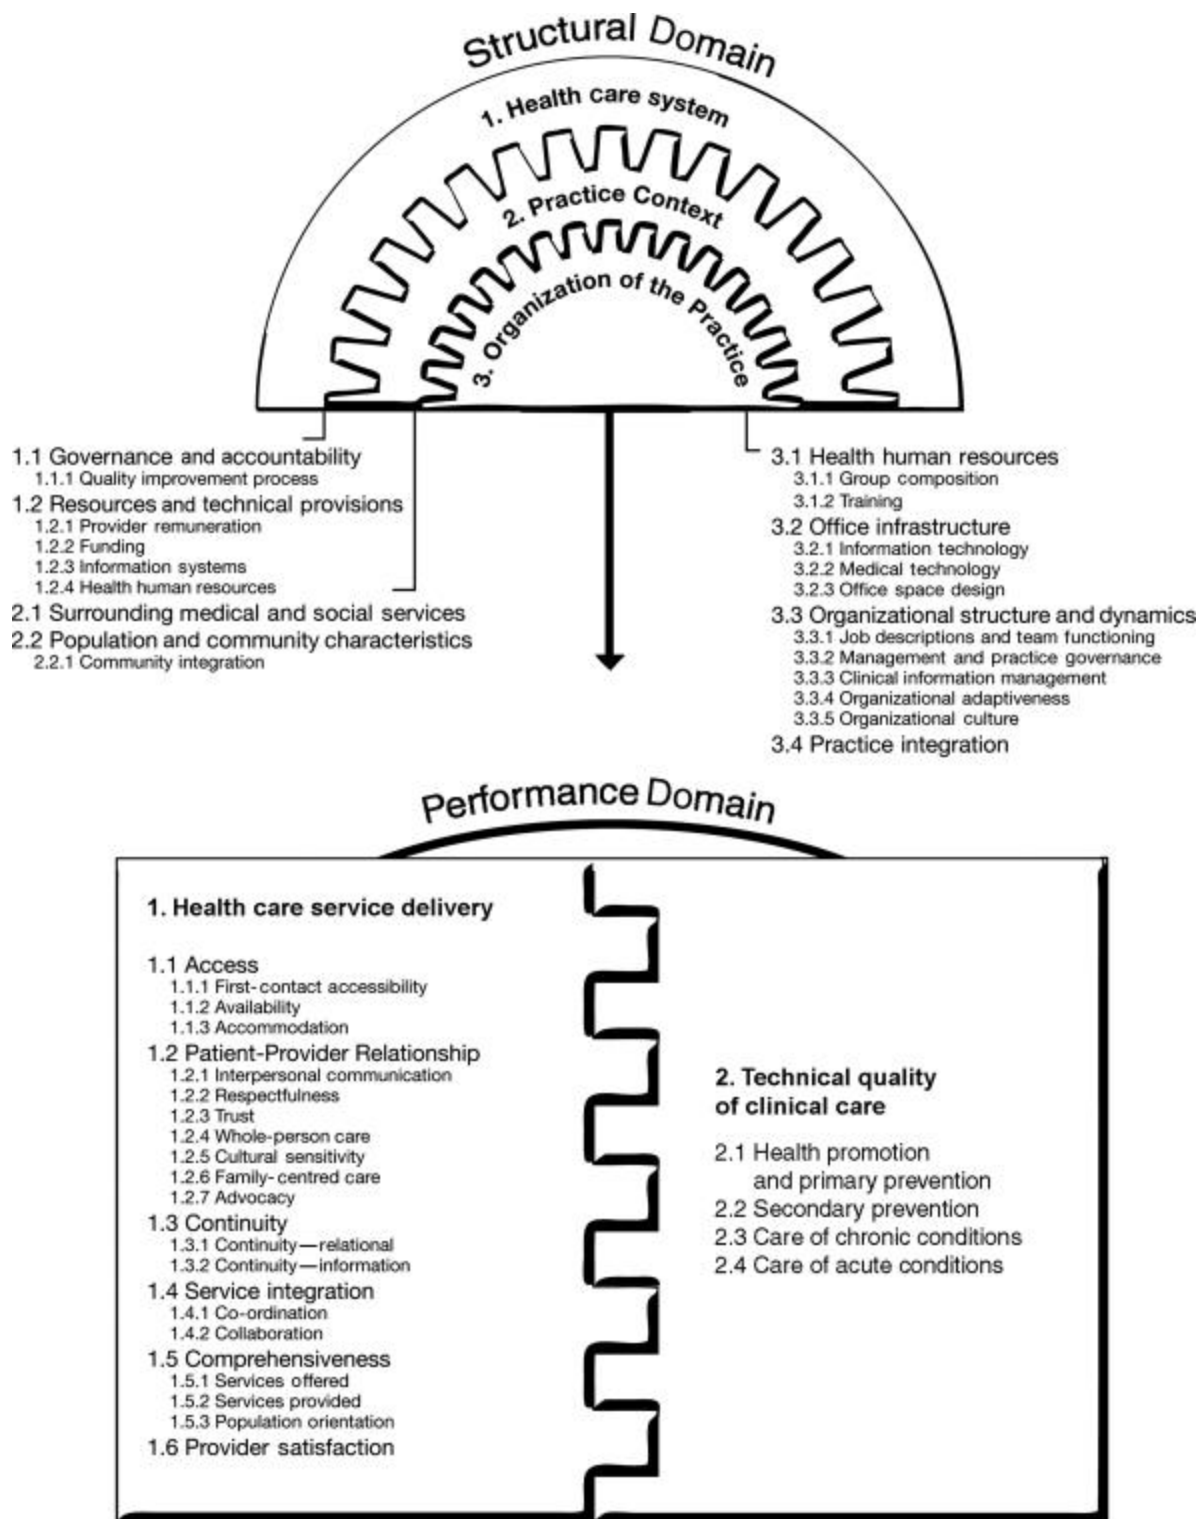 Structural Domain
1. Health care system
2. Practice Context
3. Organization of the Practice
1.1 Governance and accountability
1.1.1 Quality improvement process
1.2 Resources and technical provisions
1.2.1 Provider remuneration
1.2.2 Funding
1.2.3 Information systems
1.2.4 Health human resources
2.1 Surrounding medical and social services
2.2 Population and community characteristics
2.2.1 Community integration
3.1 Health human resources
3.1.1 Group composition
3.1.2 Training
3.2 Office infrastructure
3.2.1 Information technology
3.2.2 Medical technology
3.2.3 Office space design
3.3 Organizational structure and dynamics
3.3.1 Job descriptions and team functioning
3.3.2 Management and practice governance
3.3.3 Clinical information management
3.3.4 Organizational adaptiveness
3.3.5 Organizational culture
3.4 Practice integration
Performance Domain
1. Health care service delivery
1.1 Access
1.1.1 First-contact accessibility
1.1.2 Availability
1.1.3 Accommodation
1.2 Patient-Provider Relationship
1.2.1 Interpersonal communication
1.2.2 Respectfulness
1.2.3 Trust
1.2.4 Whole-person care
1.2.5 Cultural sensitivity
1.2.6 Family-centred care
1.2.7 Advocacy
1.3 Continuity
1.3.1 Continuity—relational
1.3.2 Continuity—information
1.4 Service integration
1.4.1 Co-ordination
1.4.2 Collaboration
1.5 Comprehensiveness
1.5.1 Services offered
1.5.2 Services provided
1.5.3 Population orientation
1.6 Provider satisfaction
2. Technical quality
of clinical care
2.1 Health promotion
and primary prevention
2.2 Secondary prevention
2.3 Care of chronic conditions
2.4 Care of acute conditions